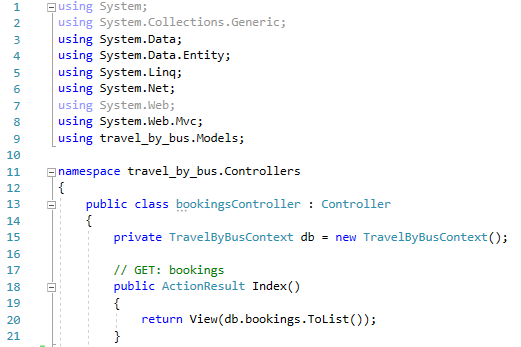 1 using System;
2 using System.Collections.Generic;
3 using System.Data;
4 using System.Data.Entity;
5 using System.Linq;
6 using System.Net;
7 using System.Web;
8 using System.Web.Mvc;
9 using travel_by_bus.Models;
10
11 namespace travel_by_bus.Controllers
12 {
13     public class bookingsController : Controller
14     {
15         private TravelByBusContext db = new TravelByBusContext();
16
17         // GET: bookings
18         public ActionResult Index()
19         {
20             return View(db.bookings.ToList());
21         }